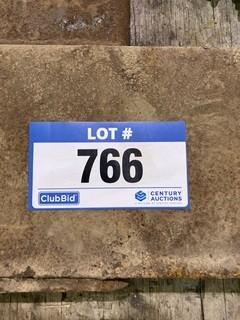 LOT #
766
ClubBid
CENTURY
AUCTIONS